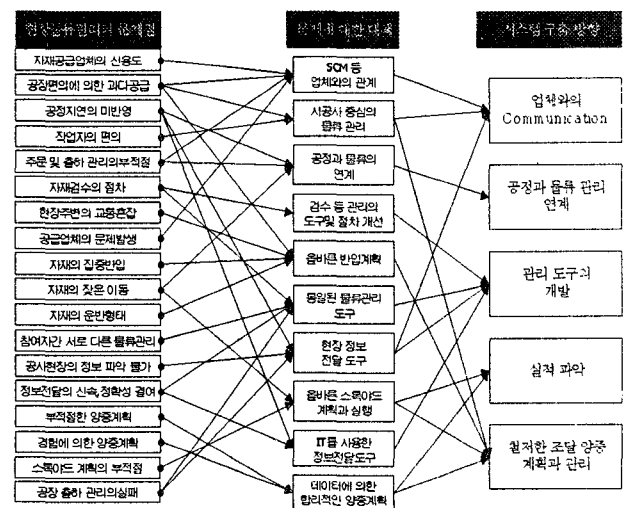 현장물류관리의 문제점
자재공급업체의 신용도
공장편의에 의한 과다공급
공정지연의 미반영
작업자의 편의
주문 및 출하 관리의부적정
자재검수의 절차
현장주변의 교통혼잡
공급업체의 문제발생
자재의 집중반입
자재의 잦은 이동
자재의 운반형태
참여자간 서로 다른 물류관리
공사현장의 정보 파악 불가
정보전달의 신속,정확성 결여
부적절한 양중계획
경험에 의한 양중계획
스톡야드 계획의 부적정
공장 출하 관리의실패
문제에 대한 대책
SCM 등
업체와의 관계
시공사 중심의
물류 관리
공정과 물류의
연계
검수 등 관리의
도구및 절차 개선
올바른 반입계획
통일된 물류관리
도구
현장 정보
전달 도구
올바른 스톡야드
계획과 실행
IT를 사용한
정보전달도구
데이터에 의한
합리적인 양중계획
시스템 구축 방향
업체와의
Communication
공정과 물류 관리
연계
관리 도구의
개발
실적 파악
철저한 조달 양중
계획과 관리